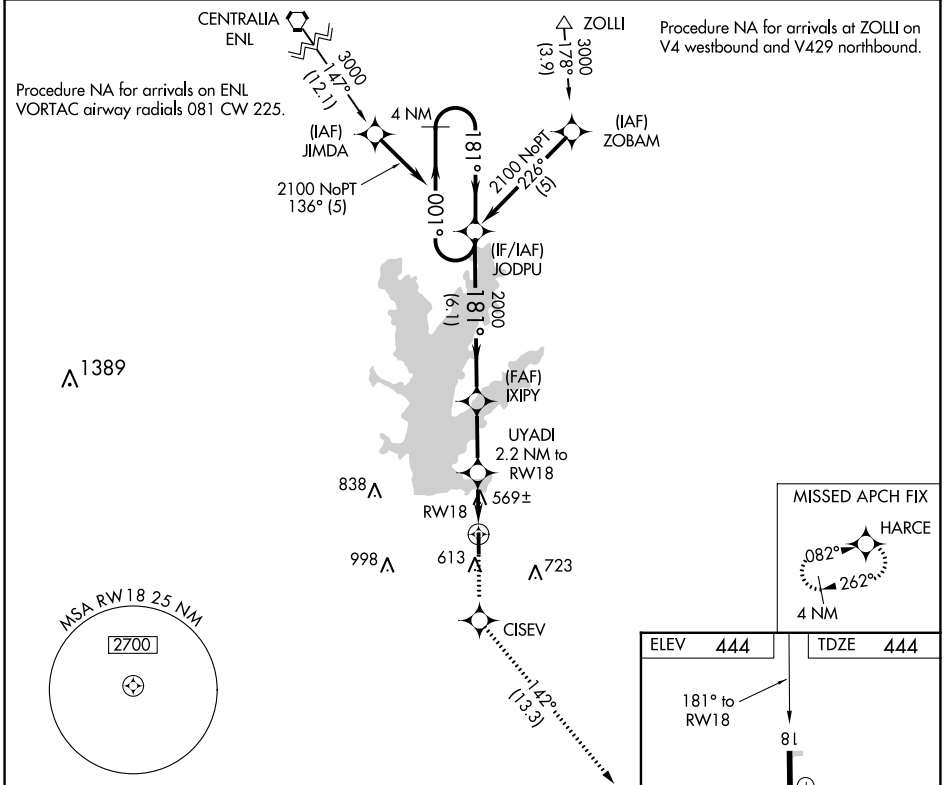 CENTRALIA
ENL
3000
147°
(12.1)
ZOLLI
3000
178°
(3.9)
Procedure NA for arrivals at ZOLLI on
V4 westbound and V429 northbound.
Procedure NA for arrivals on ENL
VORTAC airway radials 081 CW 225.
(IAF)
JIMDA
4 NM
181°
001°
(IAF)
ZOBAM
2100 NoPT
136° (5)
2100 NoPT
226°
(5)
(IF/IAF)
JODPU
2000
181°
(6.1)
1389
(FAF)
IXIPY
UYADI
2.2 NM to
RW18
838
569±
RW18
998
613
723
MISSED APCH FIX
HARCE
082°
262°
4 NM
CISEV
142°
(13.3)
MSA RW18 25 NM
2700
ELEV 444
TDZE 444
181° to
RW18
18